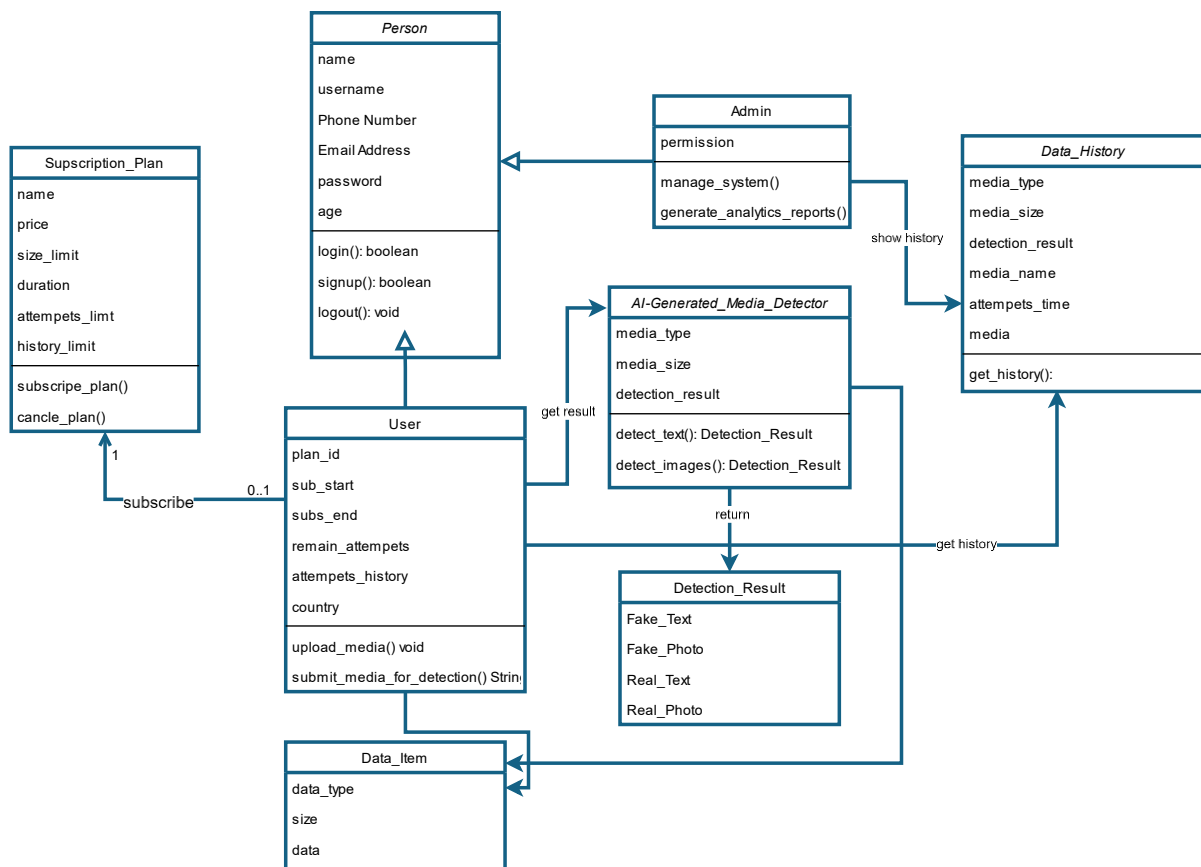 Person
name
username
Phone Number
Email Address
password
age
login(): boolean
signup(): boolean
logout(): void
Admin
permission
manage_system()
generate_analytics_reports()
Data_History
media_type
media_size
detection_result
media_name
attempets_time
media
get_history():
show history
Supscription_Plan
name
price
size_limit
duration
attempets_limt
history_limit
subscripe_plan()
cancle_plan()
1
subscribe
0..1
AI-Generated_Media_Detector
media_type
media_size
detection_result
detect_text(): Detection_Result
detect_images(): Detection_Result
get result
User
plan_id
sub_start
subs_end
remain_attempets
attempets_history
country
upload_media() void
submit_media_for_detection() String
return
get history
Detection_Result
Fake_Text
Fake_Photo
Real_Text
Real_Photo
Data_Item
data_type
size
data